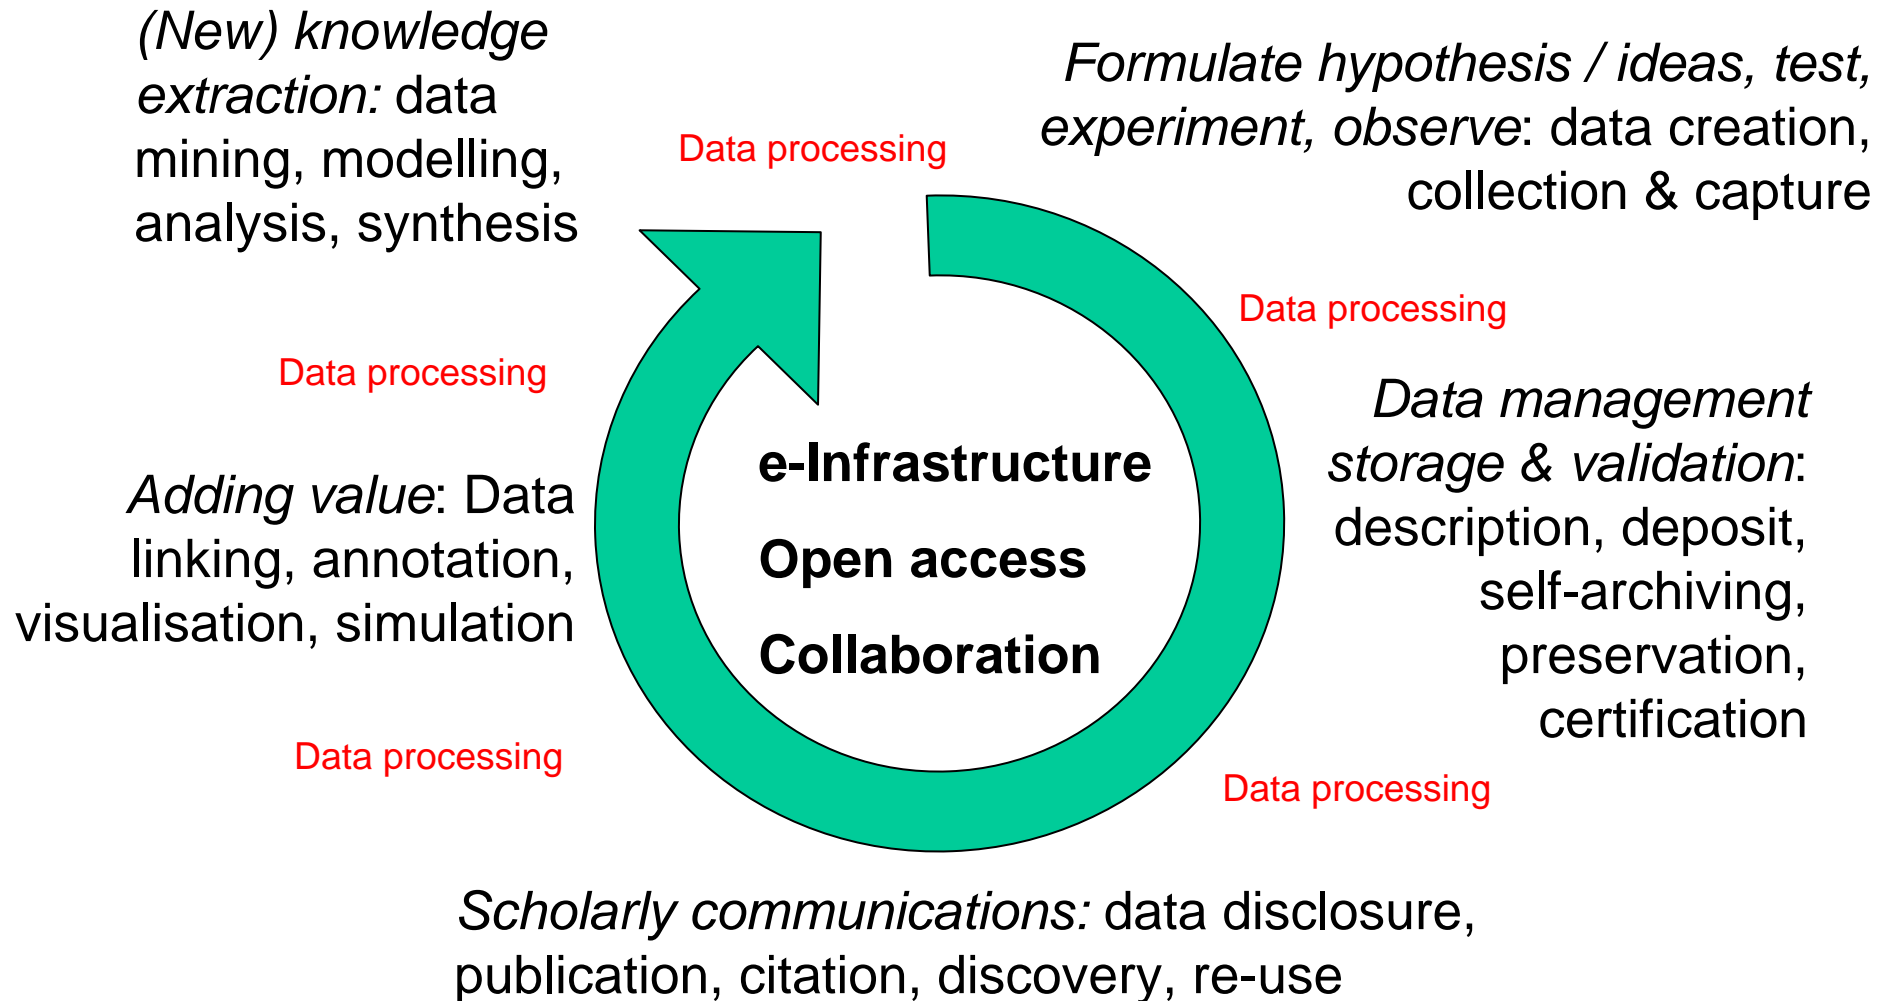 (New) knowledge
extraction: data
mining, modelling,
analysis, synthesis
Data processing
Formulate hypothesis / ideas, test,
experiment, observe: data creation,
collection & capture
Data processing
Data management
storage & validation:
description, deposit,
self-archiving,
preservation,
certification
Data processing
Scholarly communications: data disclosure,
publication, citation, discovery, re-use
Data processing
Adding value: Data
linking, annotation,
visualisation, simulation
Data processing
e-Infrastructure
Open access
Collaboration